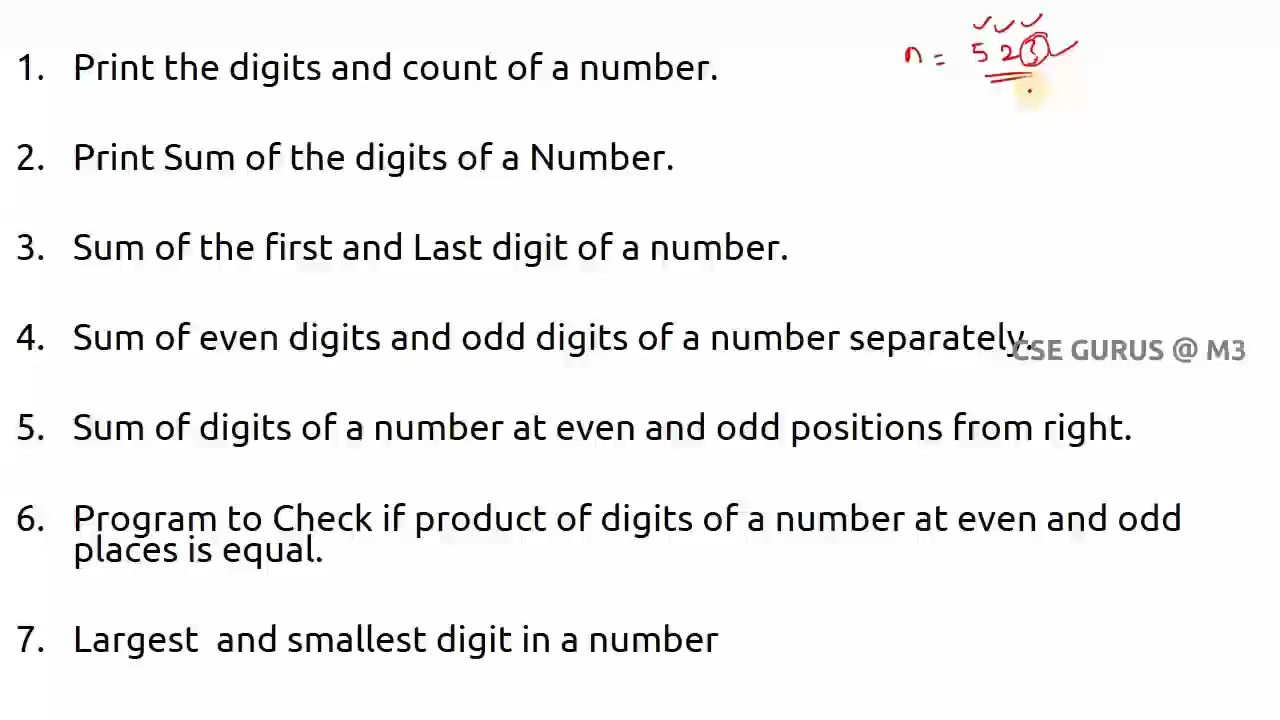 1. Print the digits and count of a number.
n = 523
2. Print Sum of the digits of a Number.
3. Sum of the first and Last digit of a number.
4. Sum of even digits and odd digits of a number separately.
CSE GURUS @ M3
5. Sum of digits of a number at even and odd positions from right.
6. Program to Check if product of digits of a number at even and odd
places is equal.
7. Largest and smallest digit in a number